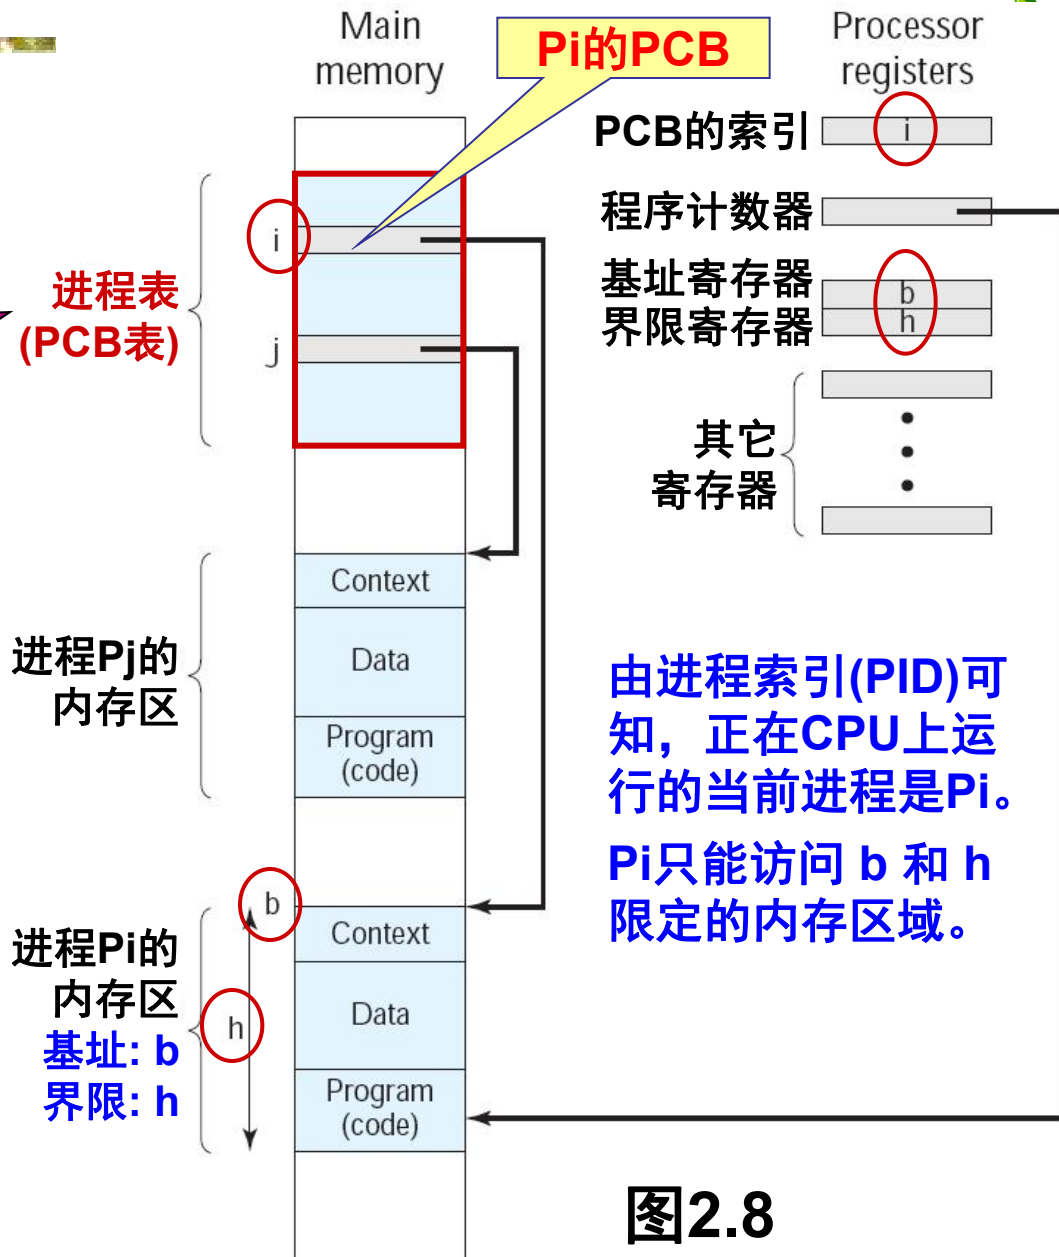 Main
memory
Pi的PCB
Processor
registers
PCB的索引
i
程序计数器
基址寄存器
b
界限寄存器
h
其它
寄存器
进程表
(PCB表)
i
j
进程Pj的
内存区
Context
Data
Program
(code)
由进程索引(PID)可
知，正在CPU上运
行的当前进程是Pi。
Pi只能访问 b 和 h
限定的内存区域。
进程Pi的
内存区
基址: b
界限: h
b
h
Context
Data
Program
(code)
图2.8